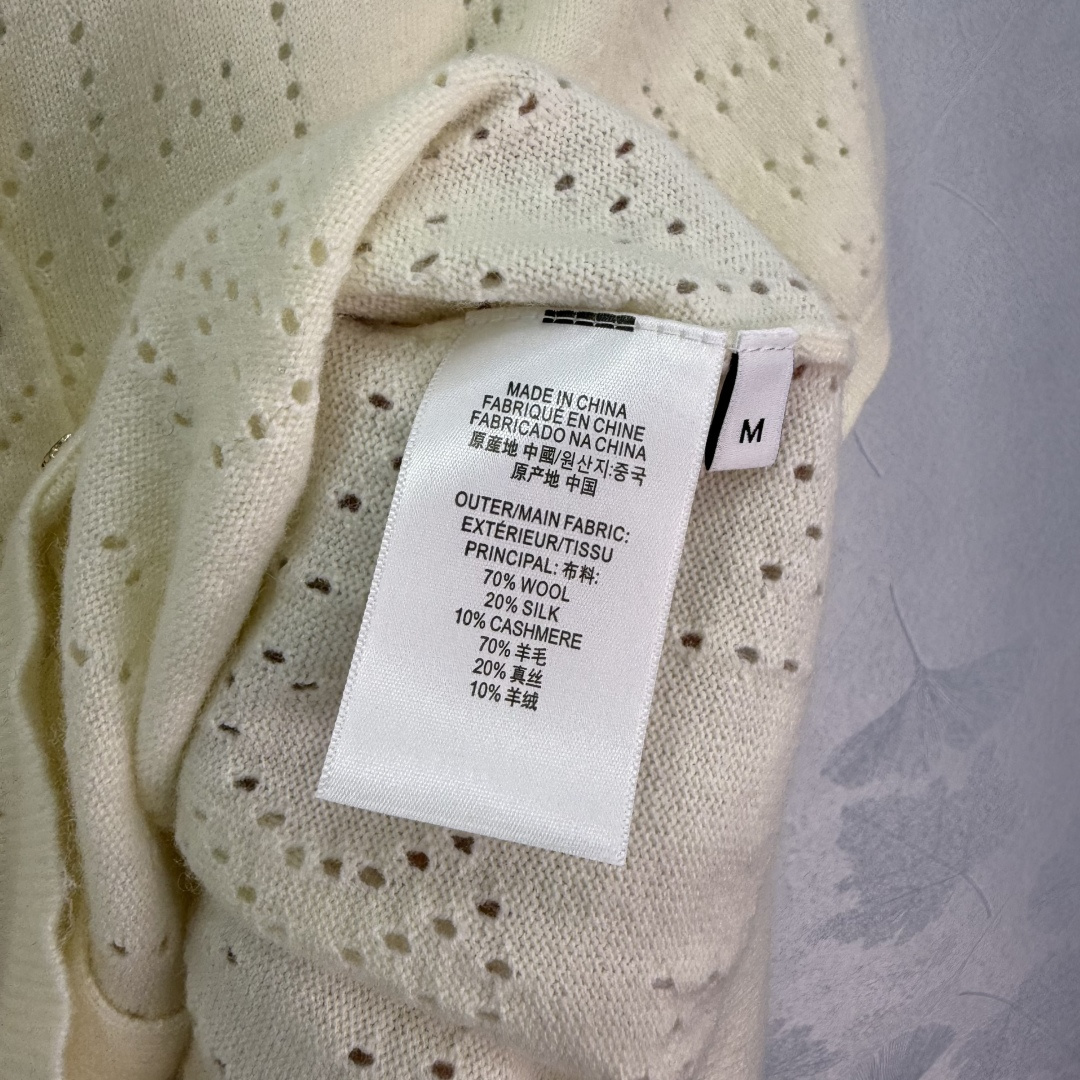 MADE IN CHINA
FABRIQUÉ EN CHINE
FABRICADO NA CHINA
原産地 中國/원산지:중국
原产地 中国
OUTER/MAIN FABRIC:
EXTÉRIEUR/TISSU
PRINCIPAL: 布料:
70% WOOL
20% SILK
10% CASHMERE
70% 羊毛
20% 真丝
10% 羊绒
M